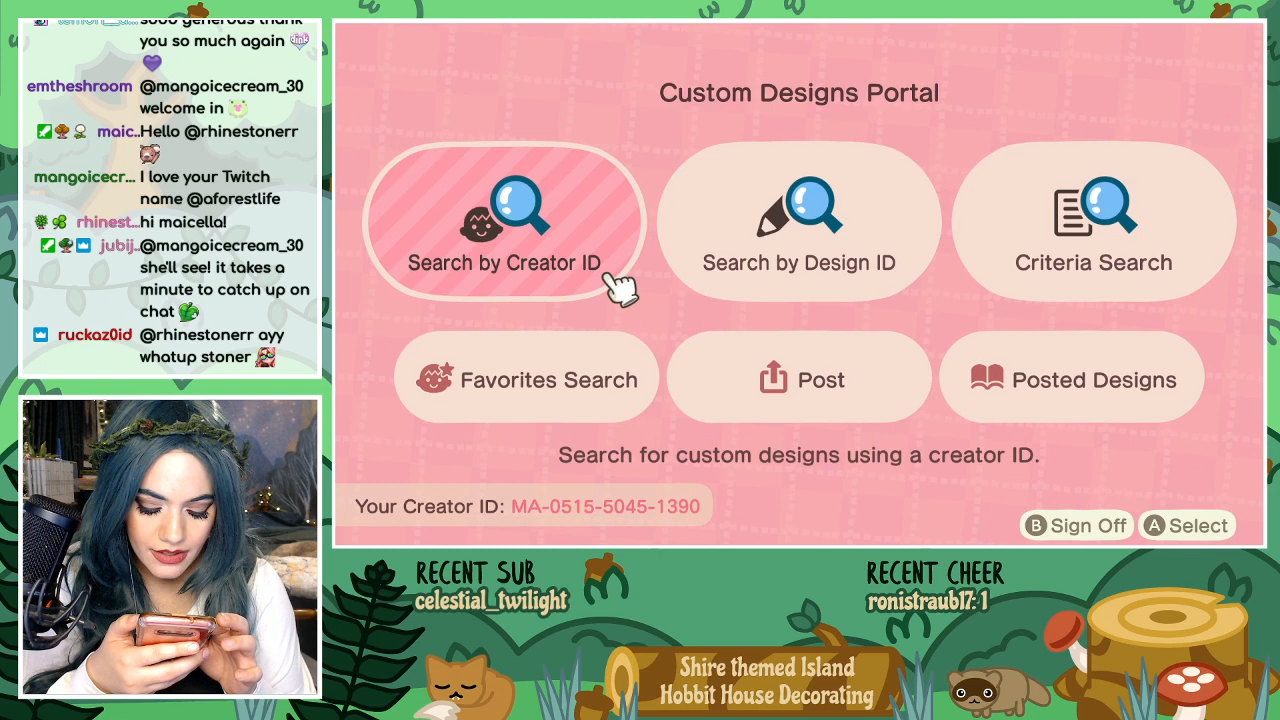 sooo generous thank
you so much again
emtheshroom @mangoicecream_30
welcome in
maic.. Hello @rhinestonerr
mangoicecr... I love your Twitch
name @aforestlife
rhinest... hi maicella!
jubij.. @mangoicecream_30
she'll see! it takes a
minute to catch up on
chat
ruckaz0id @rhinestonerr ayy
whatup stoner
Custom Designs Portal
Search by Creator ID
Search by Design ID
Criteria Search
Favorites Search
Post
Posted Designs
Search for custom designs using a creator ID.
Your Creator ID: MA-0515-5045-1390
B Sign Off
A Select
RECENT SUB
celestial_twilight
RECENT CHEER
ronistraub17: 1
Shire themed Island
Hobbit House Decorating